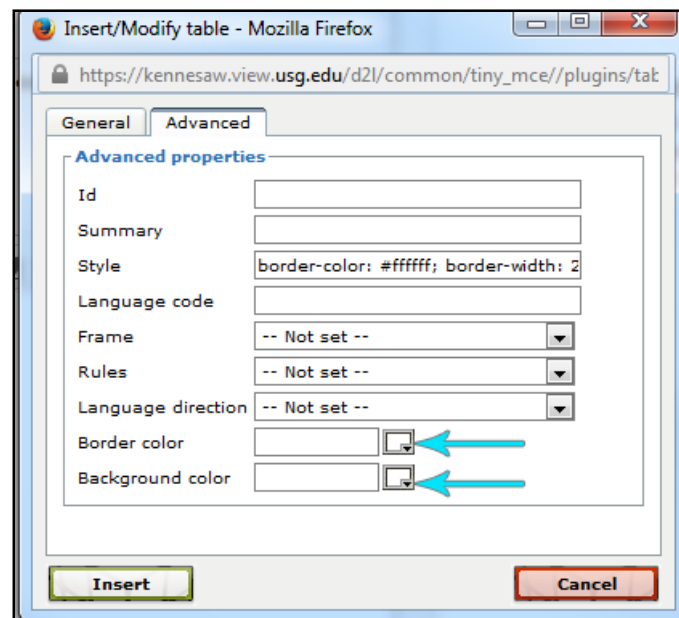 Insert/Modify table - Mozilla Firefox
https://kennesaw.view.usg.edu/d2l/common/tiny_mce//plugins/tab
General Advanced
Advanced properties
Id
Summary
Style border-color: #ffffff; border-width: 2
Language code
Frame -- Not set --
Rules -- Not set --
Language direction -- Not set --
Border color
Background color
Insert Cancel